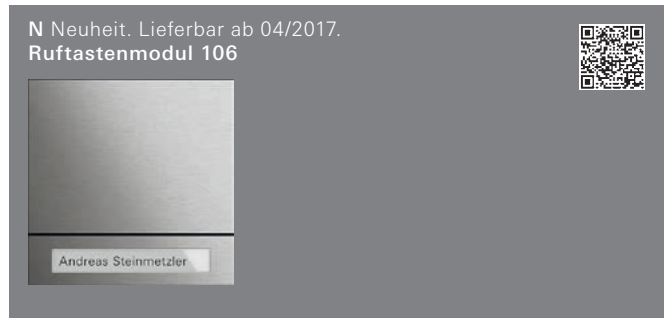 N Neuheit. Lieferbar ab 04/2017.
Ruftastenmodul 106
Andreas Steinmetzler